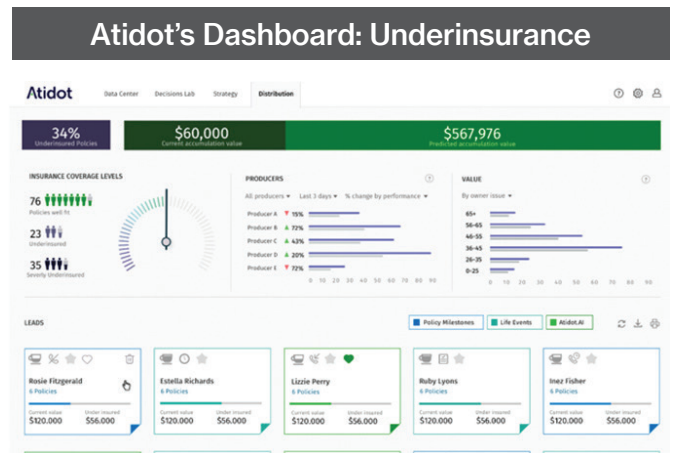 Atidot's Dashboard: Underinsurance
Atidot
Data Center Decisions Lab Strategy Distribution
34% $60,000 $567,976
Underinsured Policies Current accumulation value Predicted accumulation value
INSURANCE COVERAGE LEVELS PRODUCERS VALUE
76 All producers Last 3 days % change by performance By owner issue
Policies well fit
23
Underinsured
35
Severly Underinsured
Producer A 15%
Producer B 72%
Producer C 43%
Producer D 20%
Producer E 72%
0 10 20 30 40 50 60 70 80 90
65+
56-65
46-55
36-45
26-35
0-25
0 10 20 30 40 50 60 70 80 90
LEADS Policy Milestones Life Events Atidot.AI
Rosie Fitzgerald Estella Richards Lizzie Perry Ruby Lyons Inez Fisher
6 Policies 6 Policies 6 Policies 6 Policies 6 Policies
Current value Under insured Current value Under insured Current value Under insured Current value Under insured Current value Under insured
$120.000 $56.000 $120.000 $56.000 $120.000 $56.000 $120.000 $56.000 $120.000 $56.000